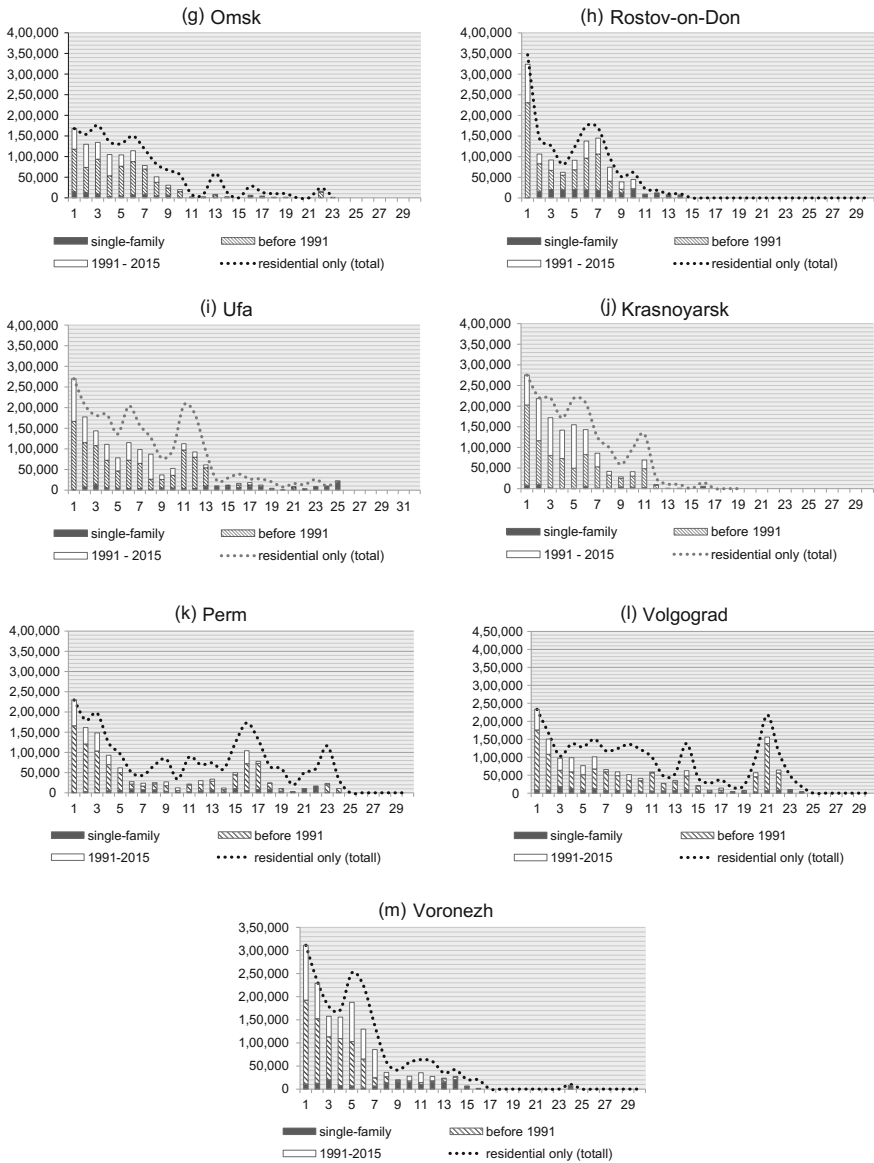 (g) Omsk
4,00,000
3,50,000
3,00,000
2,50,000
2,00,000
1,50,000
1,00,000
50,000
0
1 3 5 7 9 11 13 15 17 19 21 23 25 27 29
single-family
before 1991
1991 - 2015
residential only (total)
(h) Rostov-on-Don
4,00,000
3,50,000
3,00,000
2,50,000
2,00,000
1,50,000
1,00,000
50,000
0
1 3 5 7 9 11 13 15 17 19 21 23 25 27 29
single-family
before 1991
1991 - 2015
residential only (total)
(i) Ufa
4,00,000
3,50,000
3,00,000
2,50,000
2,00,000
1,50,000
1,00,000
50,000
0
1 3 5 7 9 11 13 15 17 19 21 23 25 27 29 31
single-family
before 1991
1991 - 2015
residential only (total)
(j) Krasnoyarsk
4,00,000
3,50,000
3,00,000
2,50,000
2,00,000
1,50,000
1,00,000
50,000
0
1 3 5 7 9 11 13 15 17 19 21 23 25 27 29
single-family
before 1991
1991 - 2015
residential only (total)
(k) Perm
4,00,000
3,50,000
3,00,000
2,50,000
2,00,000
1,50,000
1,00,000
50,000
0
1 3 5 7 9 11 13 15 17 19 21 23 25 27 29
single-family
before 1991
1991-2015
residential only (totall)
(l) Volgograd
4,50,000
4,00,000
3,50,000
3,00,000
2,50,000
2,00,000
1,50,000
1,00,000
50,000
0
1 3 5 7 9 11 13 15 17 19 21 23 25 27 29
single-family
before 1991
1991-2015
residential only (totall)
(m) Voronezh
3,50,000
3,00,000
2,50,000
2,00,000
1,50,000
1,00,000
50,000
0
1 3 5 7 9 11 13 15 17 19 21 23 25 27 29
single-family
before 1991
1991-2015
residential only (totall)